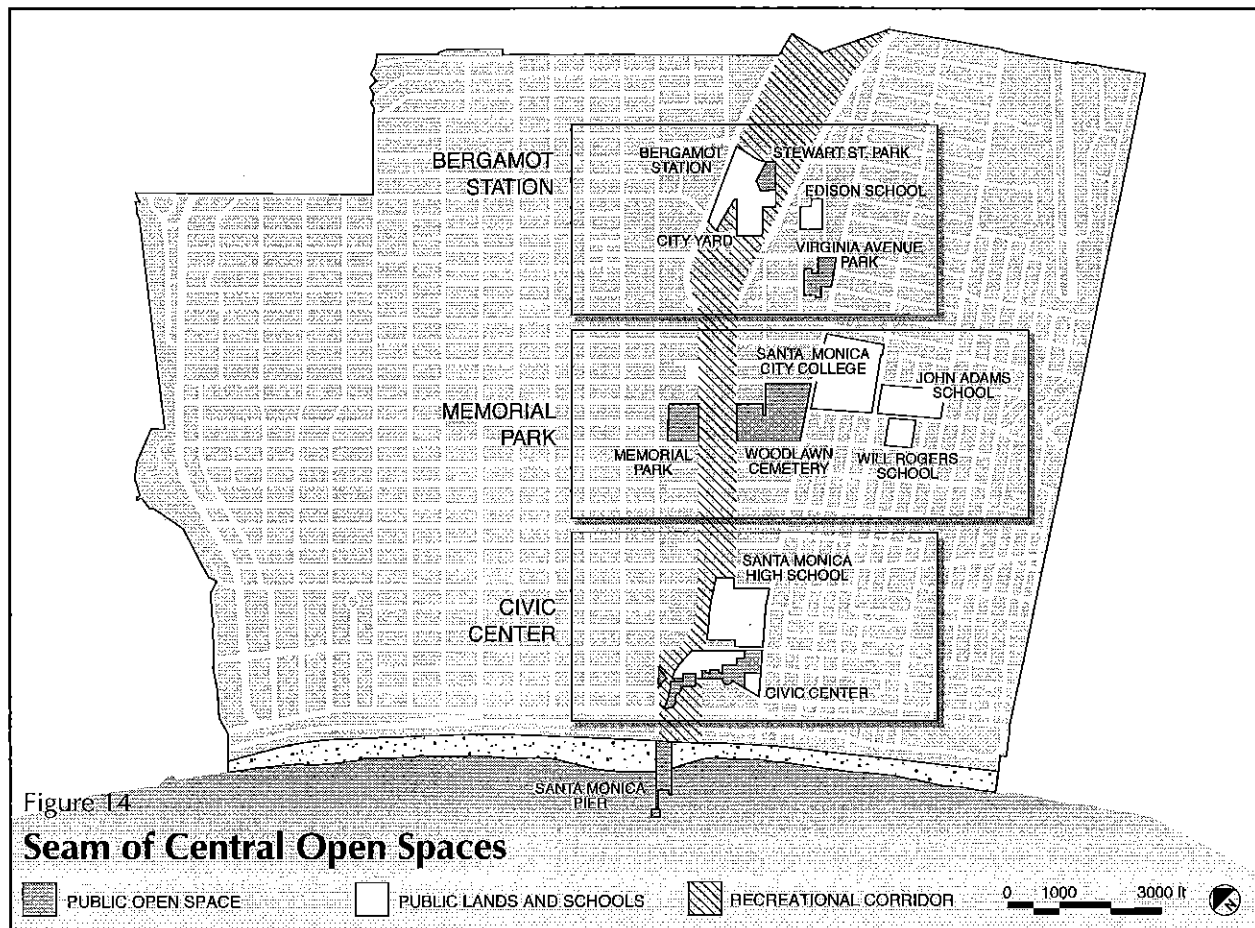 BERGAMOT
STATION
BERGAMOT
STATION
STEWART ST. PARK
EDISON SCHOOL
CITY YARD
VIRGINIA AVENUE
PARK
MEMORIAL
PARK
SANTA MONICA
CITY COLLEGE
JOHN ADAMS
SCHOOL
MEMORIAL
PARK
WOODLAWN
CEMETERY
WILL ROGERS
SCHOOL
CIVIC
CENTER
SANTA MONICA
HIGH SCHOOL
CIVIC CENTER
SANTA MONICA
PIER
Figure 14
Seam of Central Open Spaces
PUBLIC OPEN SPACE
PUBLIC LANDS AND SCHOOLS
RECREATIONAL CORRIDOR
0 1000 3000 ft
N